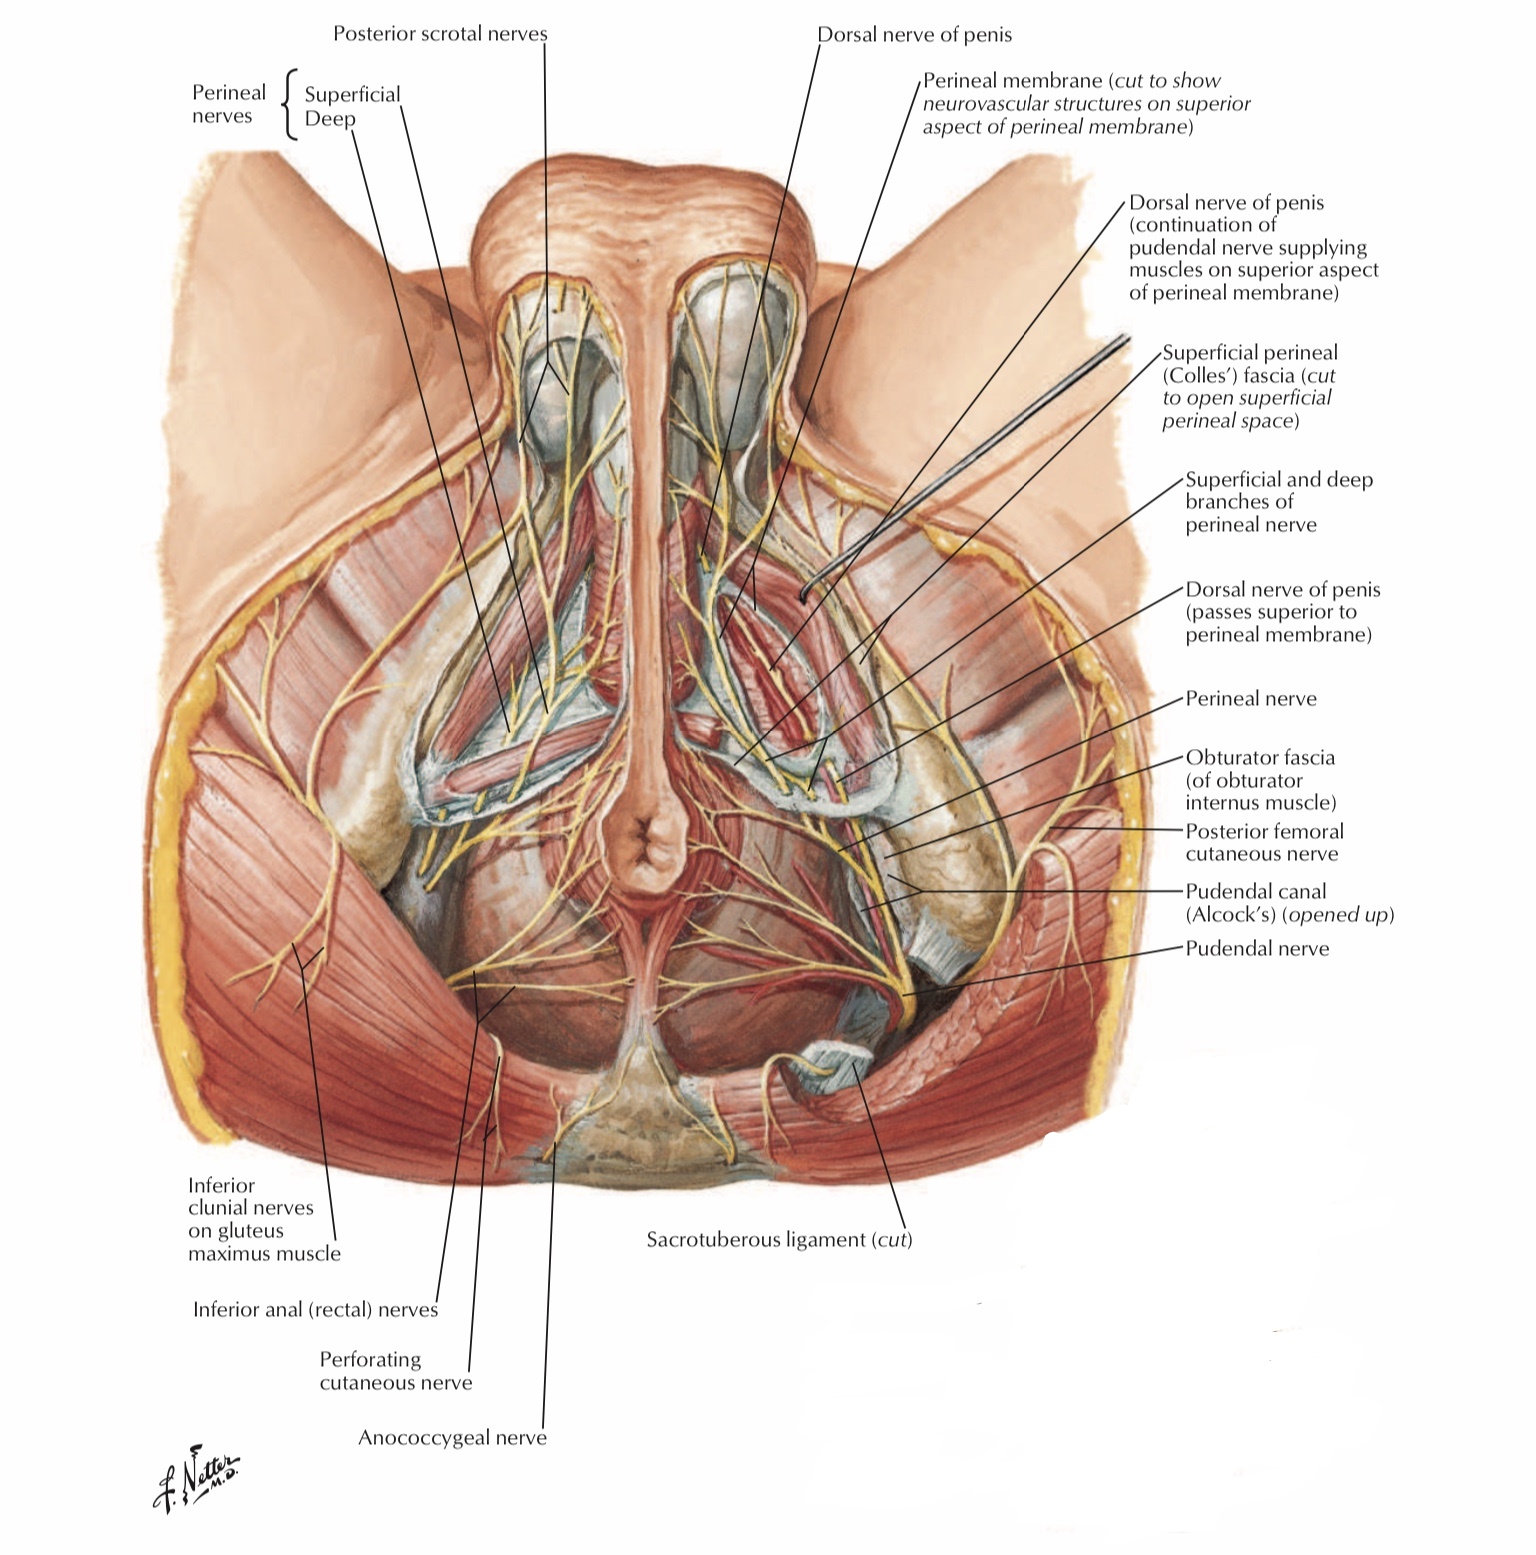 Posterior scrotal nerves
Dorsal nerve of penis
Perineal
nerves
Superficial
Deep
Perineal membrane (cut to show
neurovascular structures on superior
aspect of perineal membrane)
Dorsal nerve of penis
(continuation of
pudendal nerve supplying
muscles on superior aspect
of perineal membrane)
Superficial perineal
(Colles’) fascia (cut
to open superficial
perineal space)
Superficial and deep
branches of
perineal nerve
Dorsal nerve of penis
(passes superior to
perineal membrane)
Perineal nerve
Obturator fascia
(of obturator
internus muscle)
Posterior femoral
cutaneous nerve
Pudendal canal
(Alcock’s) (opened up)
Pudendal nerve
Sacrotuberous ligament (cut)
Inferior
clunial nerves
on gluteus
maximus muscle
Inferior anal (rectal) nerves
Perforating
cutaneous nerve
Anococcygeal nerve
F. Netter
M.D.